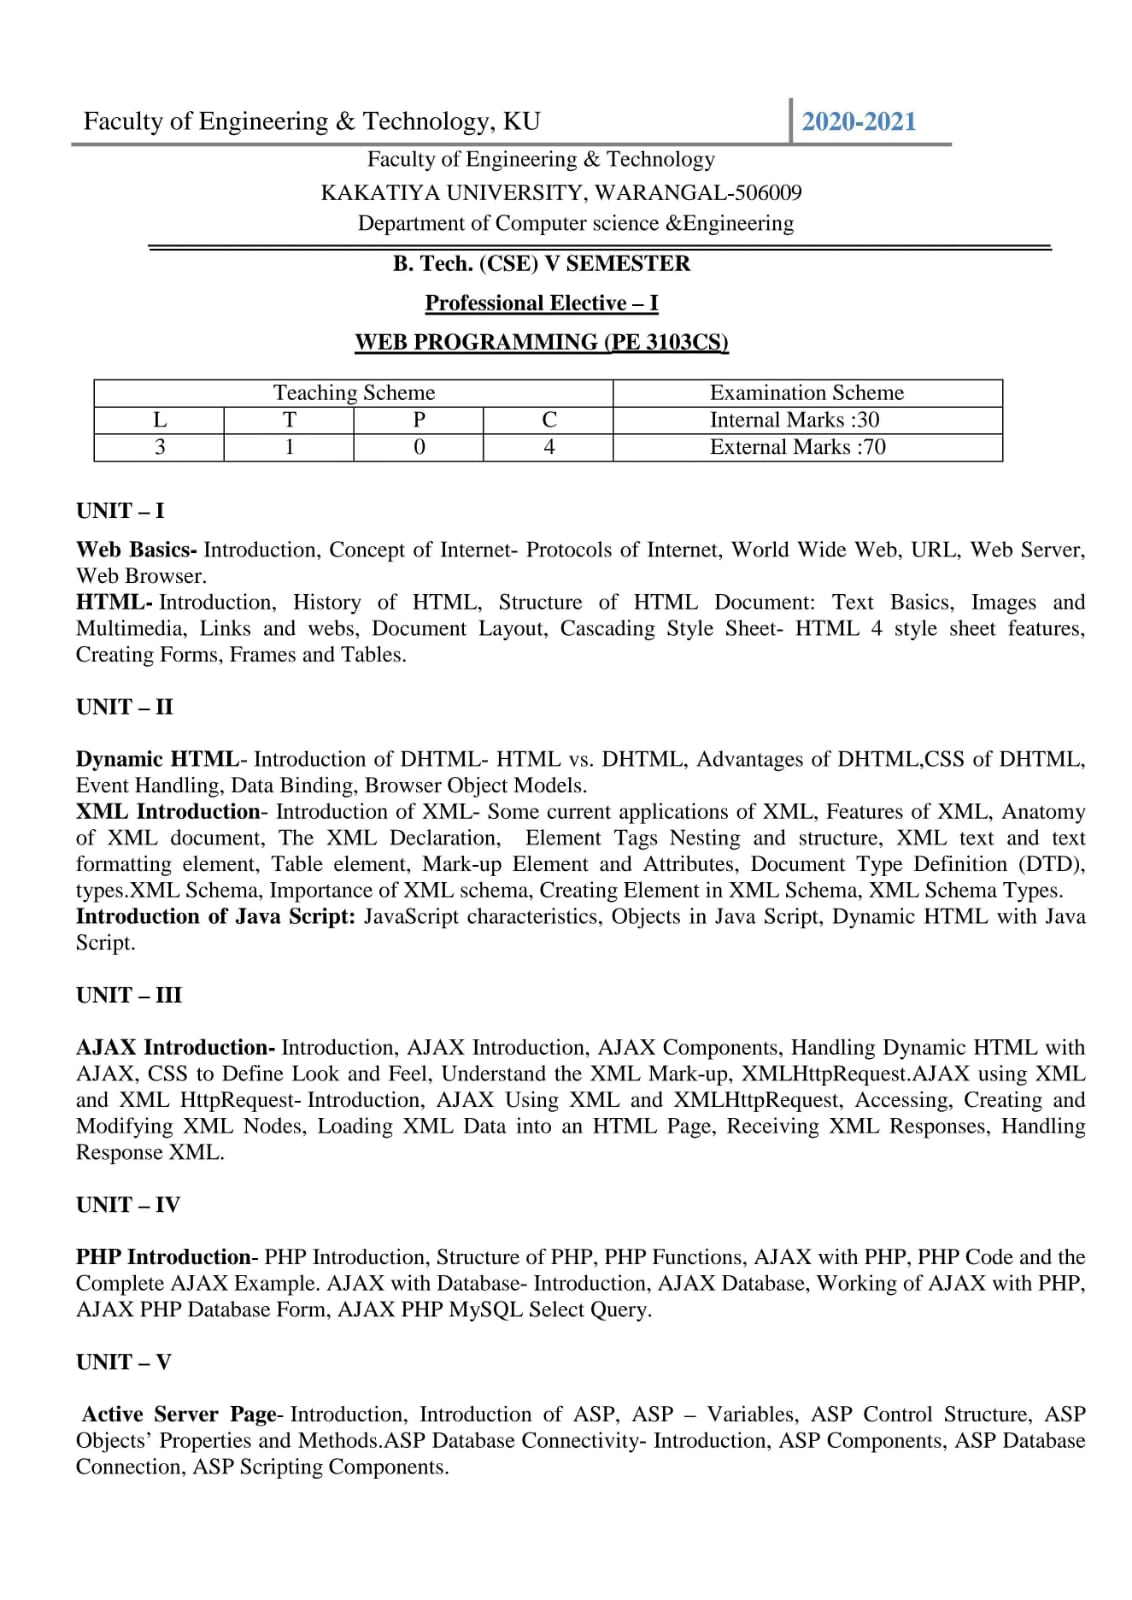 Faculty of Engineering & Technology, KU 2020-2021
Faculty of Engineering & Technology
KAKATIYA UNIVERSITY, WARANGAL-506009
Department of Computer science &Engineering
B. Tech. (CSE) V SEMESTER
Professional Elective – I
WEB PROGRAMMING (PE 3103CS)
Teaching Scheme Examination Scheme
L T P C Internal Marks :30
3 1 0 4 External Marks :70
UNIT – I
Web Basics- Introduction, Concept of Internet- Protocols of Internet, World Wide Web, URL, Web Server,
Web Browser.
HTML- Introduction, History of HTML, Structure of HTML Document: Text Basics, Images and
Multimedia, Links and webs, Document Layout, Cascading Style Sheet- HTML 4 style sheet features,
Creating Forms, Frames and Tables.
UNIT – II
Dynamic HTML- Introduction of DHTML- HTML vs. DHTML, Advantages of DHTML,CSS of DHTML,
Event Handling, Data Binding, Browser Object Models.
XML Introduction- Introduction of XML- Some current applications of XML, Features of XML, Anatomy
of XML document, The XML Declaration, Element Tags Nesting and structure, XML text and text
formatting element, Table element, Mark-up Element and Attributes, Document Type Definition (DTD),
types.XML Schema, Importance of XML schema, Creating Element in XML Schema, XML Schema Types.
Introduction of Java Script: JavaScript characteristics, Objects in Java Script, Dynamic HTML with Java
Script.
UNIT – III
AJAX Introduction- Introduction, AJAX Introduction, AJAX Components, Handling Dynamic HTML with
AJAX, CSS to Define Look and Feel, Understand the XML Mark-up, XMLHttpRequest.AJAX using XML
and XML HttpRequest- Introduction, AJAX Using XML and XMLHttpRequest, Accessing, Creating and
Modifying XML Nodes, Loading XML Data into an HTML Page, Receiving XML Responses, Handling
Response XML.
UNIT – IV
PHP Introduction- PHP Introduction, Structure of PHP, PHP Functions, AJAX with PHP, PHP Code and the
Complete AJAX Example. AJAX with Database- Introduction, AJAX Database, Working of AJAX with PHP,
AJAX PHP Database Form, AJAX PHP MySQL Select Query.
UNIT – V
Active Server Page- Introduction, Introduction of ASP, ASP – Variables, ASP Control Structure, ASP
Objects’ Properties and Methods.ASP Database Connectivity- Introduction, ASP Components, ASP Database
Connection, ASP Scripting Components.